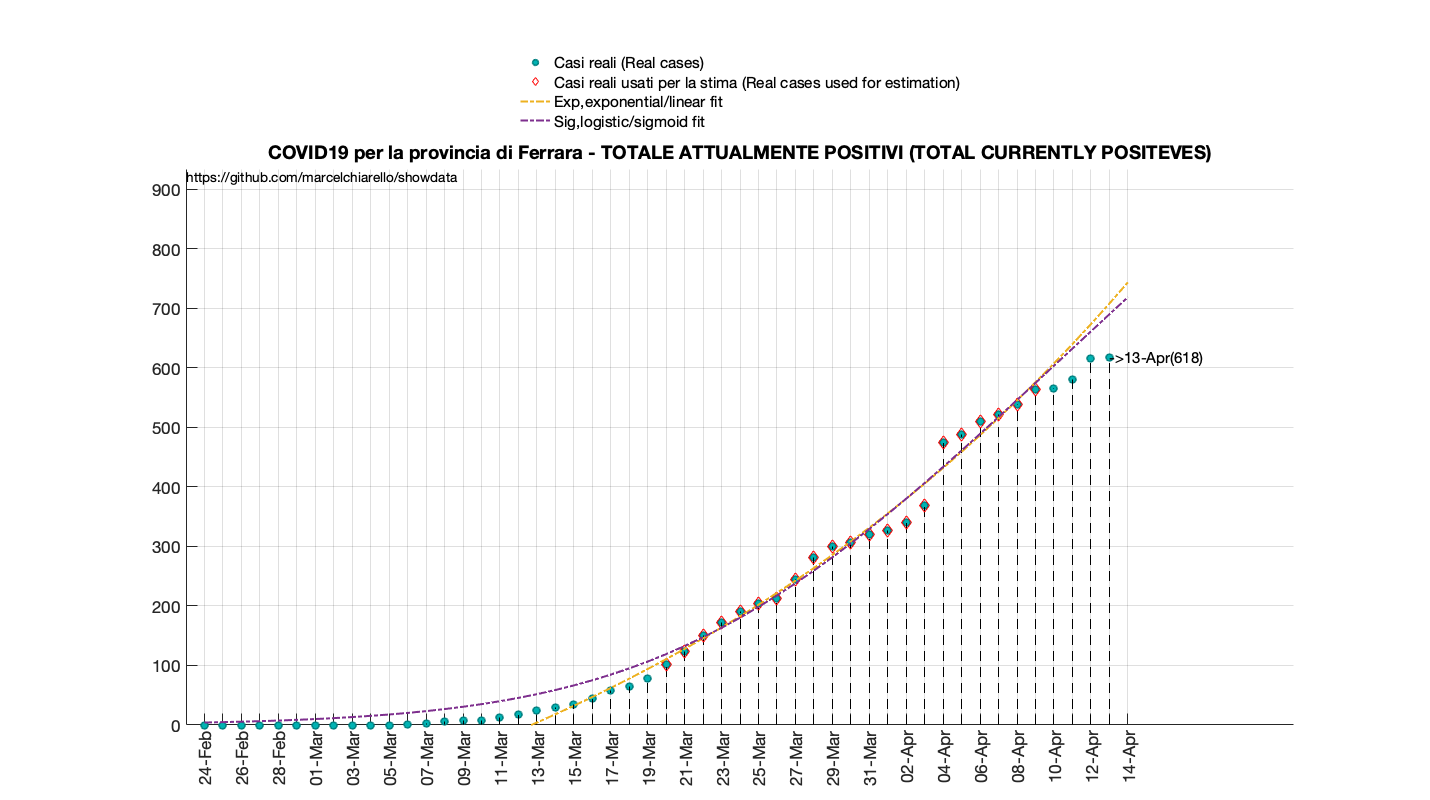 Casi reali (Real cases)
Casi reali usati per la stima (Real cases used for estimation)
Exp,exponential/linear fit
Sig,logistic/sigmoid fit
COVID19 per la provincia di Ferrara - TOTALE ATTUALMENTE POSITIVI (TOTAL CURRENTLY POSITEVES)
https://github.com/marcelchiarello/showdata
900
800
700
600
500
400
300
200
100
0
->13-Apr(618)
24-Feb
26-Feb
28-Feb
01-Mar
03-Mar
05-Mar
07-Mar
09-Mar
11-Mar
13-Mar
15-Mar
17-Mar
19-Mar
21-Mar
23-Mar
25-Mar
27-Mar
29-Mar
31-Mar
02-Apr
04-Apr
06-Apr
08-Apr
10-Apr
12-Apr
14-Apr